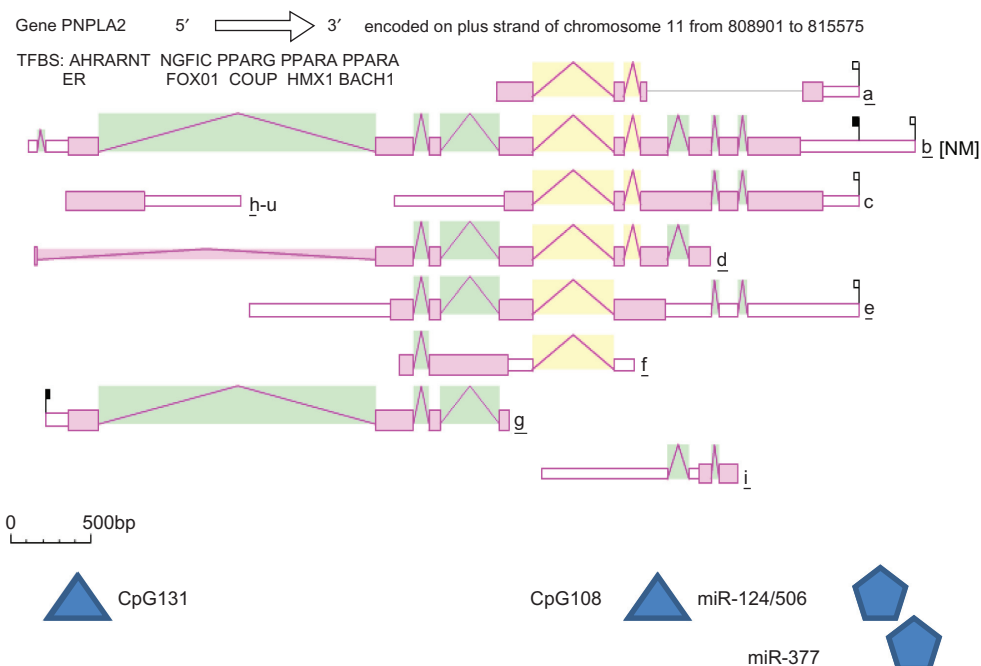 Gene PNPLA2 5′ 3′ encoded on plus strand of chromosome 11 from 808901 to 815575
TFBS: AHRARNT NGFIC PPARG PPARA PPARA
ER FOX01 COUP HMX1 BACH1
a
b [NM]
h-u
c
d
e
f
g
i
0 500bp
CpG131 CpG108 miR-124/506
miR-377